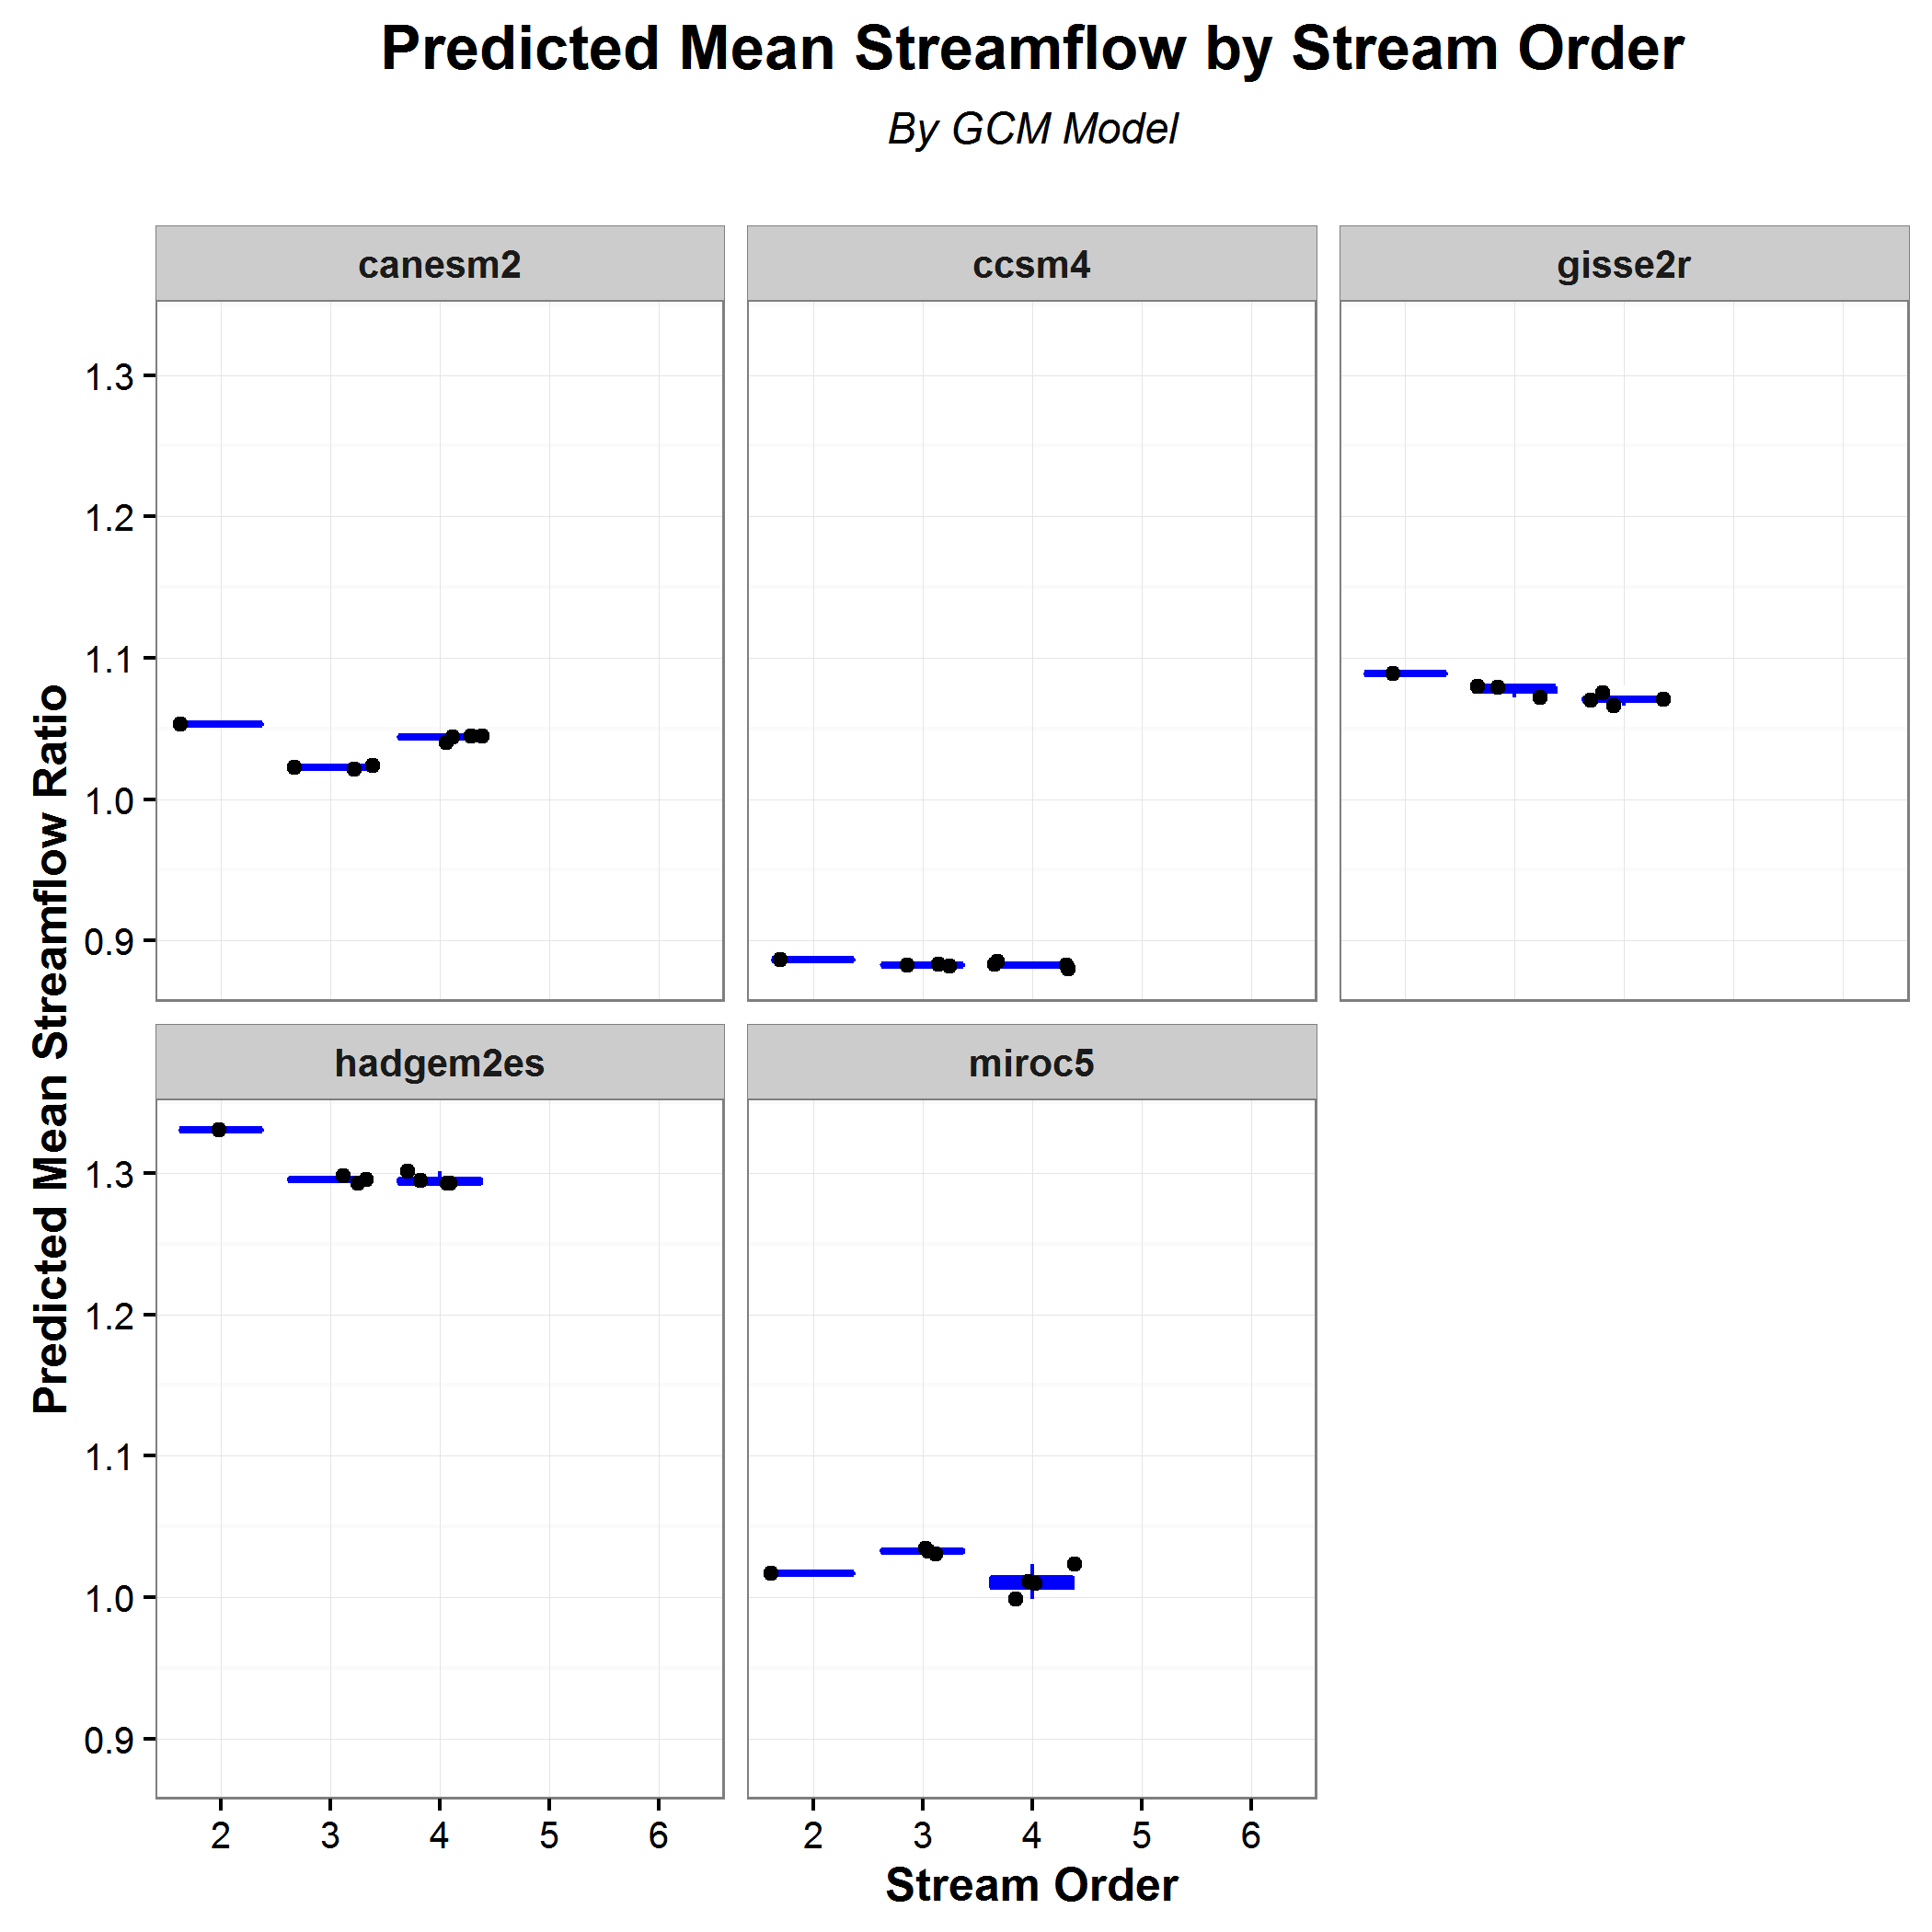 Predicted Mean Streamflow by Stream Order
By GCM Model
canesm2
ccsm4
gisse2r
1.3
1.2
1.1
1.0
0.9
Predicted Mean Streamflow Ratio
hadgem2es
miroc5
1.3
1.2
1.1
1.0
0.9
2 3 4 5 6
2 3 4 5 6
Stream Order